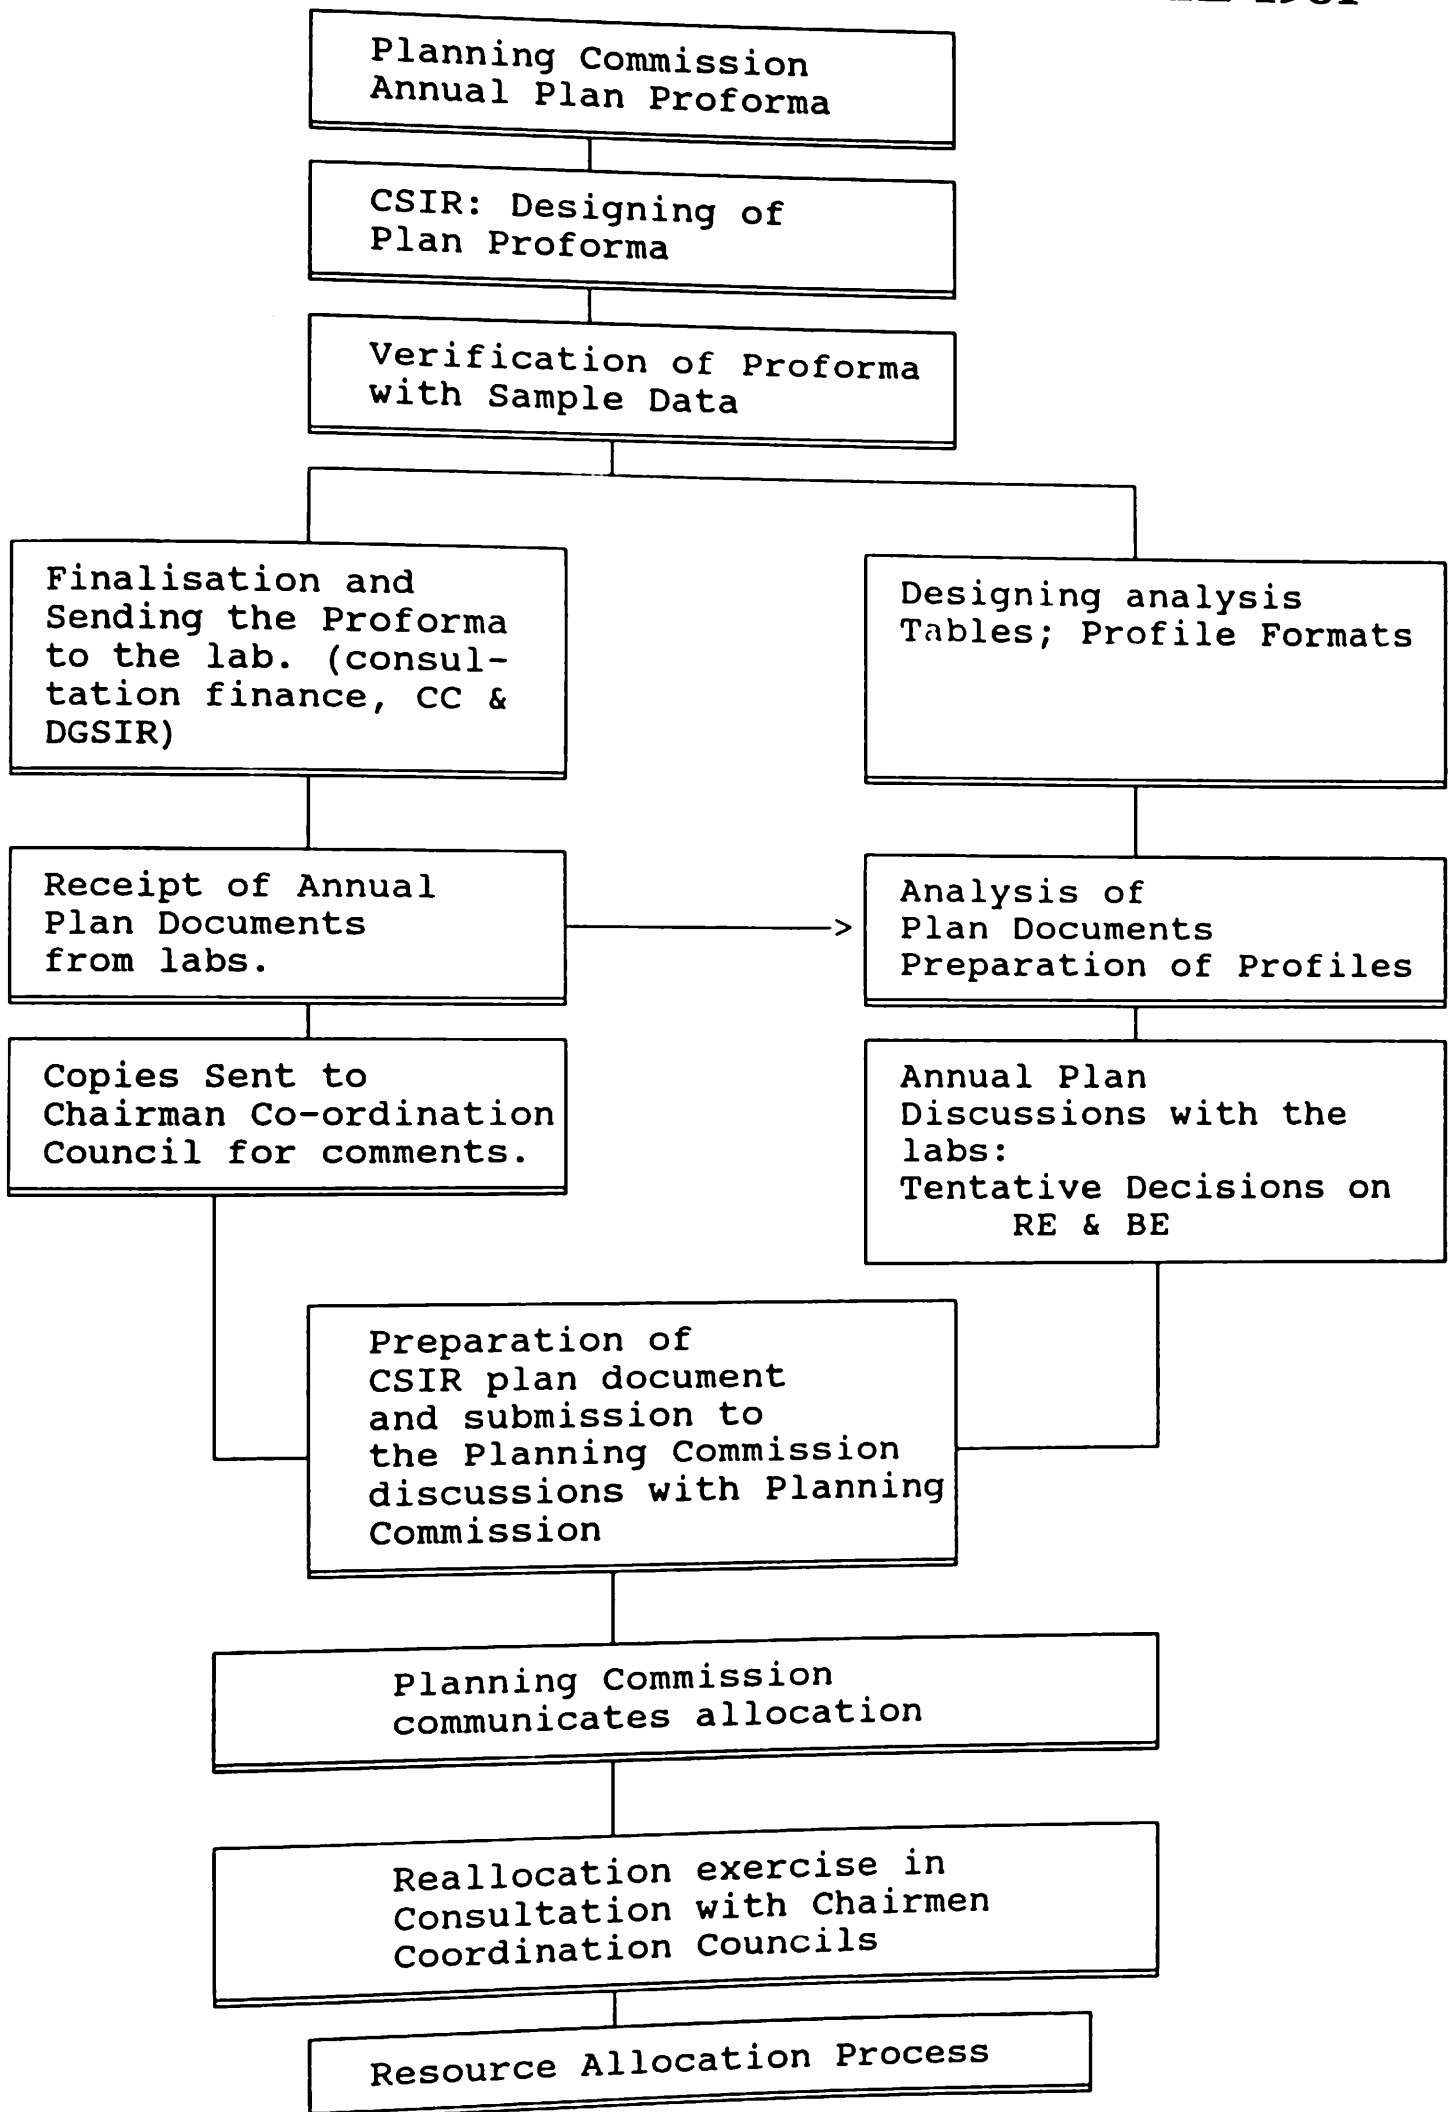 1981
Planning Commission
Annual Plan Proforma
CSIR: Designing of
Plan Proforma
Verification of Proforma
with Sample Data
Finalisation and
Sending the Proforma
to the lab. (consul-
tation finance, CC &
DGSIR)
Designing analysis
Tables; Profile Formats
Receipt of Annual
Plan Documents
from labs.
Analysis of
Plan Documents
Preparation of Profiles
Copies Sent to
Chairman Co-ordination
Council for comments.
Annual Plan
Discussions with the
labs:
Tentative Decisions on
RE & BE
Preparation of
CSIR plan document
and submission to
the Planning Commission
discussions with Planning
Commission
Planning Commission
communicates allocation
Reallocation exercise in
Consultation with Chairmen
Coordination Councils
Resource Allocation Process